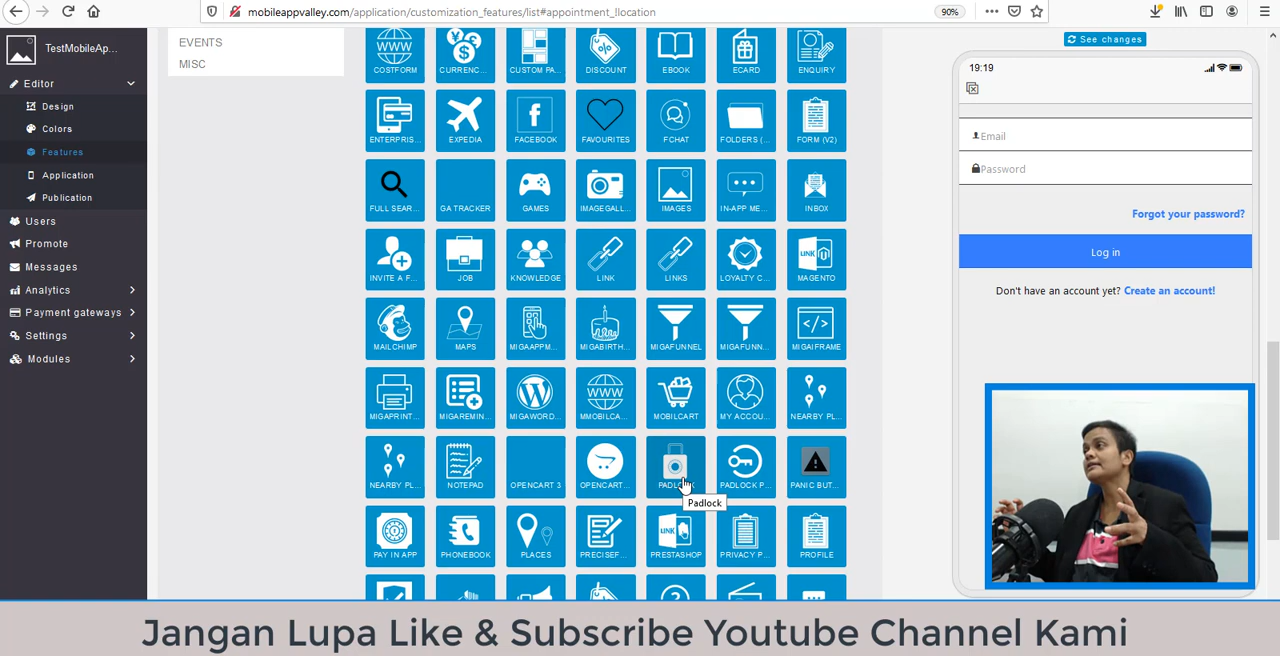 mobileappvalley.com/application/customization_features/list#appointment_llocation
90%
TestMobileAp...
Editor
Design
Colors
Features
Application
Publication
Users
Promote
Messages
Analytics
Payment gateways
Settings
Modules
EVENTS
MISC
COSTFORM
CURRENC...
CUSTOM PA...
DISCOUNT
EBOOK
ECARD
ENQUIRY
ENTERPRIS...
EXPEDIA
FACEBOOK
FAVOURITES
FCHAT
FOLDERS (...
FORM (V2)
FULL SEAR...
GA TRACKER
GAMES
IMAGEGALL...
IMAGES
IN-APP ME...
INBOX
INVITE A F...
JOB
KNOWLEDGE
LINK
LINKS
LOYALTY C...
LINK
MAGENTO
MAILCHIMP
MAPS
MIGAAPPM...
MIGABIRTH...
MIGAFUNNEL
MIGAFUNN...
MIGAIFRAME
MIGAPRINT...
MIGAREMIN...
MIGAWORD...
WWW
MMOBILCA...
MOBILCART
MY ACCOU...
NEARBY PL...
NEARBY PL...
NOTEPAD
OPENCART 3
OPENCART...
PADLOCK
PADLOCK P...
PANIC BUT...
Padlock
PAY IN APP
PHONEBOOK
PLACES
PRECISEF...
LINK
PRESTASHOP
PRIVACY P...
PROFILE
See changes
19:19
Email
Password
Forgot your password?
Log in
Don't have an account yet? Create an account!
Jangan Lupa Like & Subscribe Youtube Channel Kami